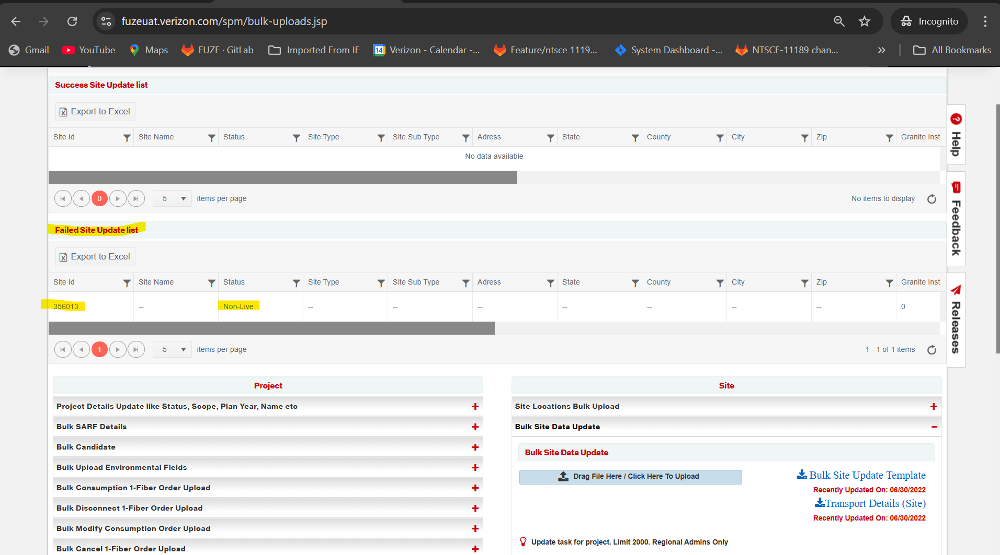 fuzeuat.verizon.com/spm/bulk-uploads.jsp
Incognito
Gmail
YouTube
Maps
FUZE · GitLab
Imported From IE
14
Verizon - Calendar -...
Feature/ntsce 1119...
System Dashboard -...
NTSCE-11189 chan...
All Bookmarks
Success Site Update list
Export to Excel
Site Id Site Name Status Site Type Site Sub Type Adress State County City Zip Granite Inst
No data available
0 5 items per page No items to display
Failed Site Update list
Export to Excel
Site Id Site Name Status Site Type Site Sub Type Adress State County City Zip Granite Inst
356013 -- Non-Live -- -- -- -- -- -- -- 0
1 5 items per page 1 - 1 of 1 items
Help
Feedback
Releases
Project
Project Details Update like Status, Scope, Plan Year, Name etc
Bulk SARF Details
Bulk Candidate
Bulk Upload Environmental Fields
Bulk Consumption 1-Fiber Order Upload
Bulk Disconnect 1-Fiber Order Upload
Bulk Modify Consumption Order Upload
Bulk Cancel 1-Fiber Order Upload
Site
Site Locations Bulk Upload
Bulk Site Data Update
Bulk Site Data Update
Drag File Here / Click Here To Upload
Bulk Site Update Template
Recently Updated On: 06/30/2022
Transport Details (Site)
Recently Updated On: 06/30/2022
Update task for project. Limit 2000. Regional Admins Only